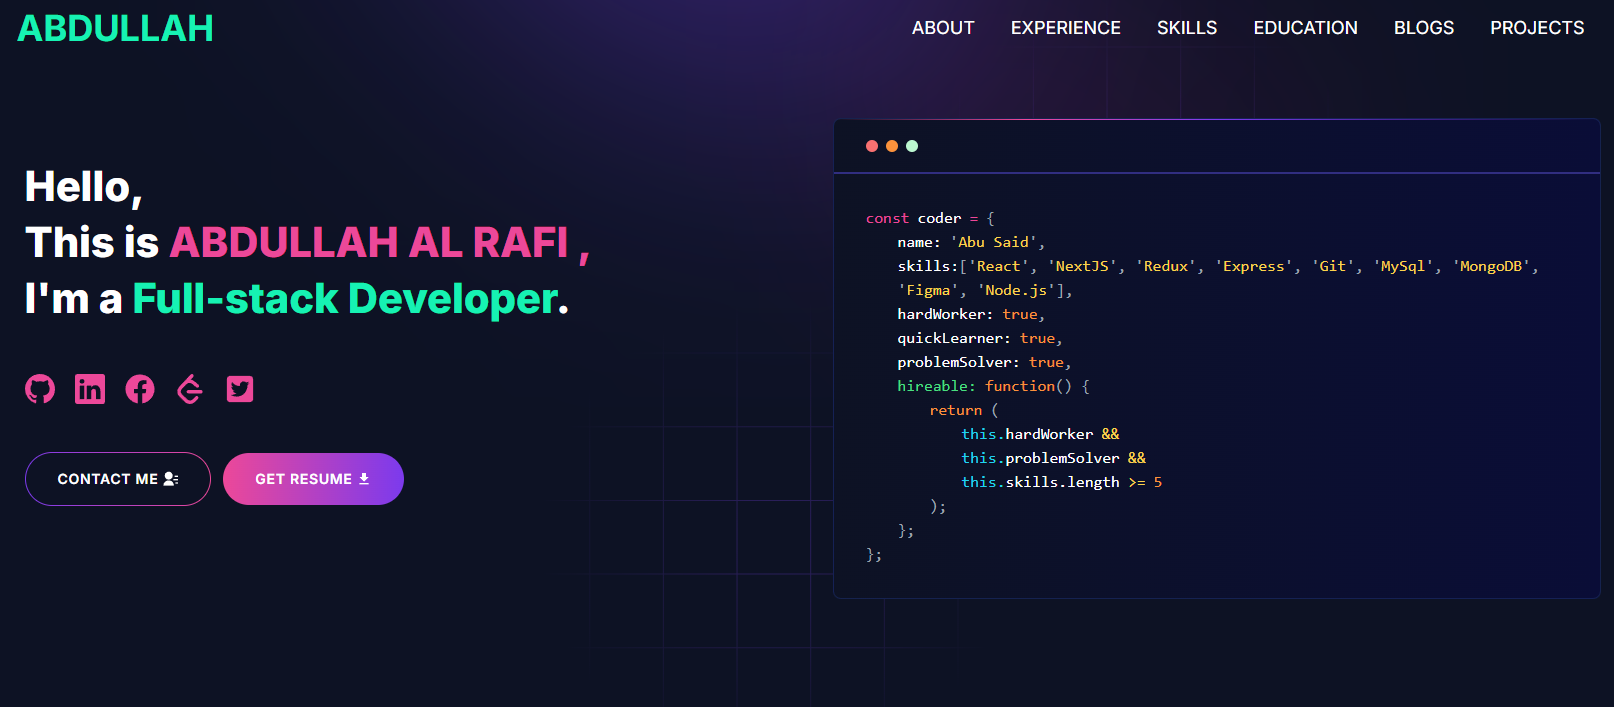 ABDULLAH
ABOUT EXPERIENCE SKILLS EDUCATION BLOGS PROJECTS
Hello,
This is ABDULLAH AL RAFI ,
I'm a Full-stack Developer.
CONTACT ME GET RESUME
const coder = {
name: 'Abu Said',
skills:['React', 'NextJS', 'Redux', 'Express', 'Git', 'MySql', 'MongoDB',
'Figma', 'Node.js'],
hardWorker: true,
quickLearner: true,
problemSolver: true,
hireable: function() {
return (
this.hardWorker &&
this.problemSolver &&
this.skills.length >= 5
);
};
};